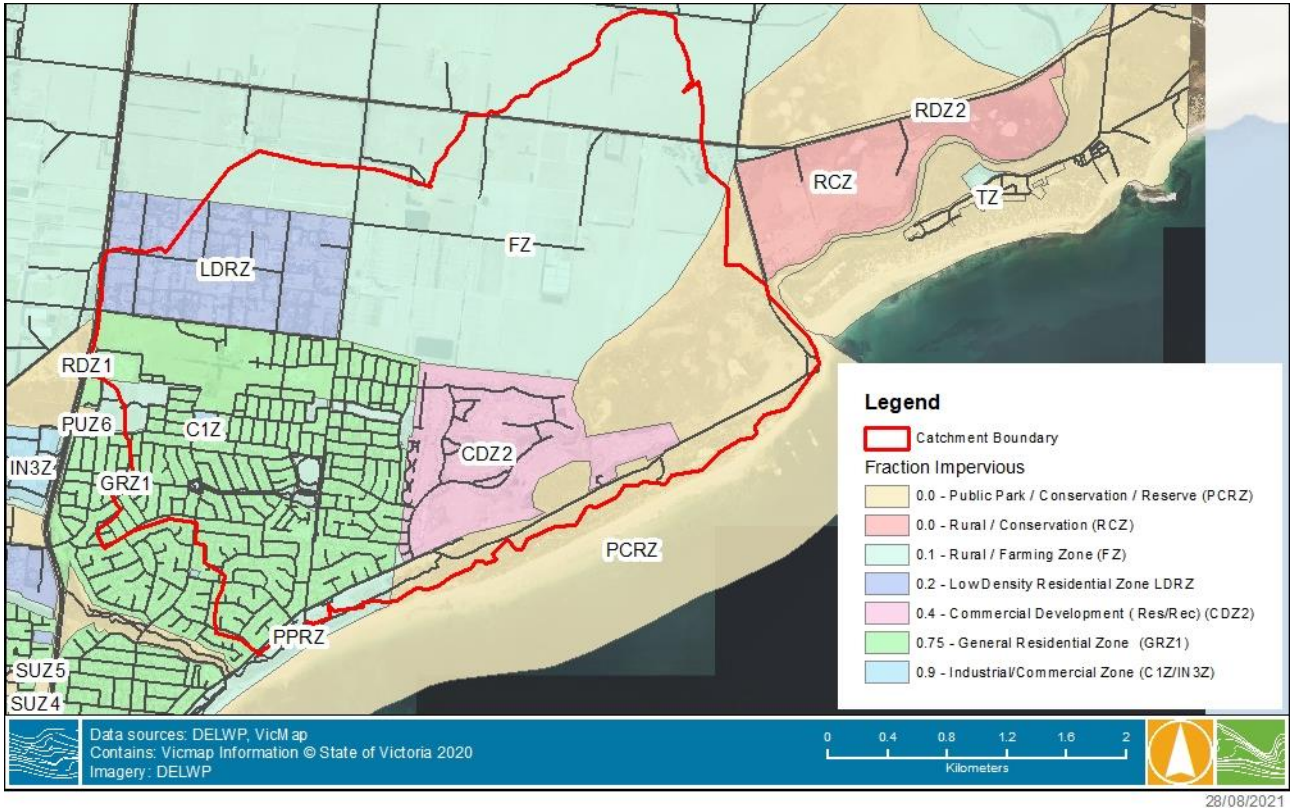 RDZ2
RCZ
TZ
FZ
LDRZ
RDZ1
PUZ6
C1Z
IN3Z
GRZ1
CDZ2
PCRZ
PPRZ
SUZ5
SUZ4
Legend
Catchment Boundary
Fraction Impervious
0.0 - Public Park / Conservation / Reserve (PCRZ)
0.0 - Rural / Conservation (RCZ)
0.1 - Rural / Farming Zone (FZ)
0.2 - Low Density Residential Zone LDRZ
0.4 - Commercial Development ( Res/Rec) (CDZ2)
0.75 - General Residential Zone (GRZ1)
0.9 - Industrial/Commercial Zone (C1Z/IN3Z)
Data sources: DELWP, VicMap
Contains: Vicmap Information © State of Victoria 2020
Imagery: DELWP
0 0.4 0.8 1.2 1.6 2
Kilometers
28/08/2021